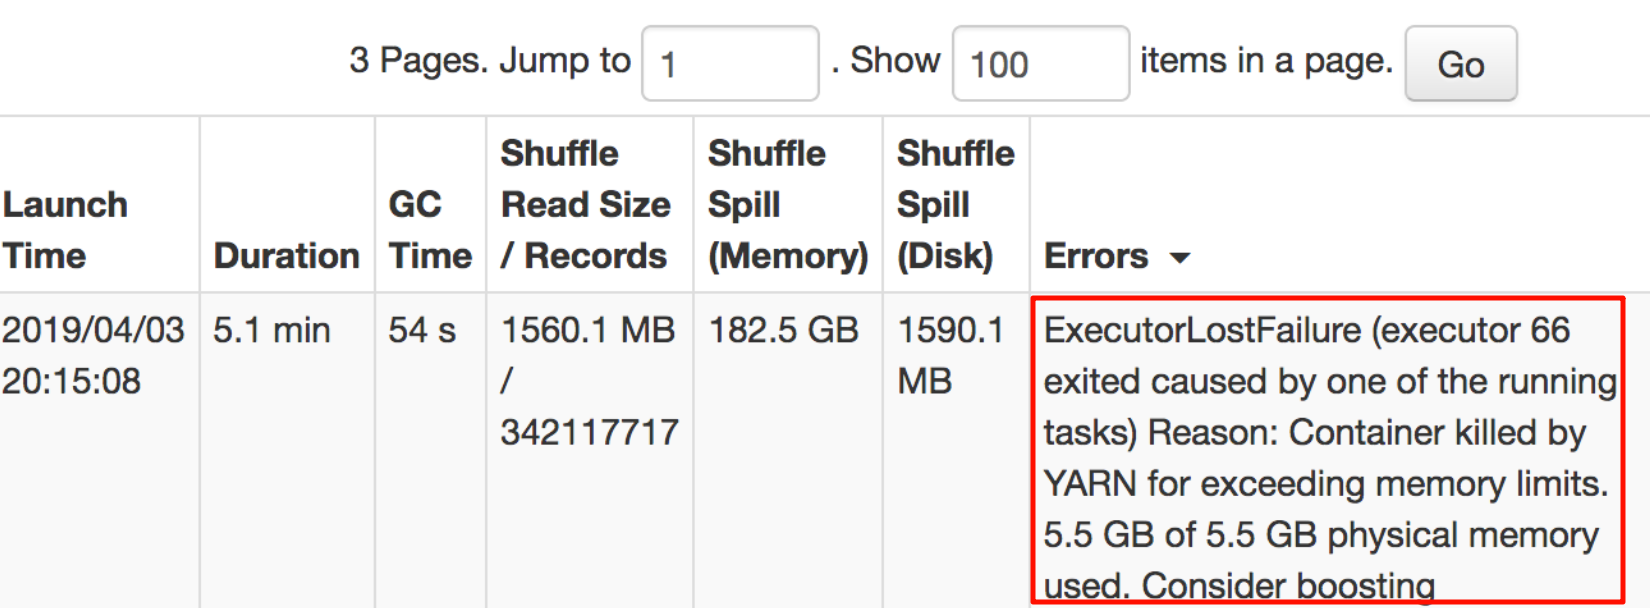 3 Pages. Jump to 1 . Show 100 items in a page. Go
Launch Time
Duration
GC Time
Shuffle Read Size / Records
Shuffle Spill (Memory)
Shuffle Spill (Disk)
Errors
2019/04/03 20:15:08
5.1 min
54 s
1560.1 MB / 342117717
182.5 GB
1590.1 MB
ExecutorLostFailure (executor 66
exited caused by one of the running
tasks) Reason: Container killed by
YARN for exceeding memory limits.
5.5 GB of 5.5 GB physical memory
used. Consider boosting